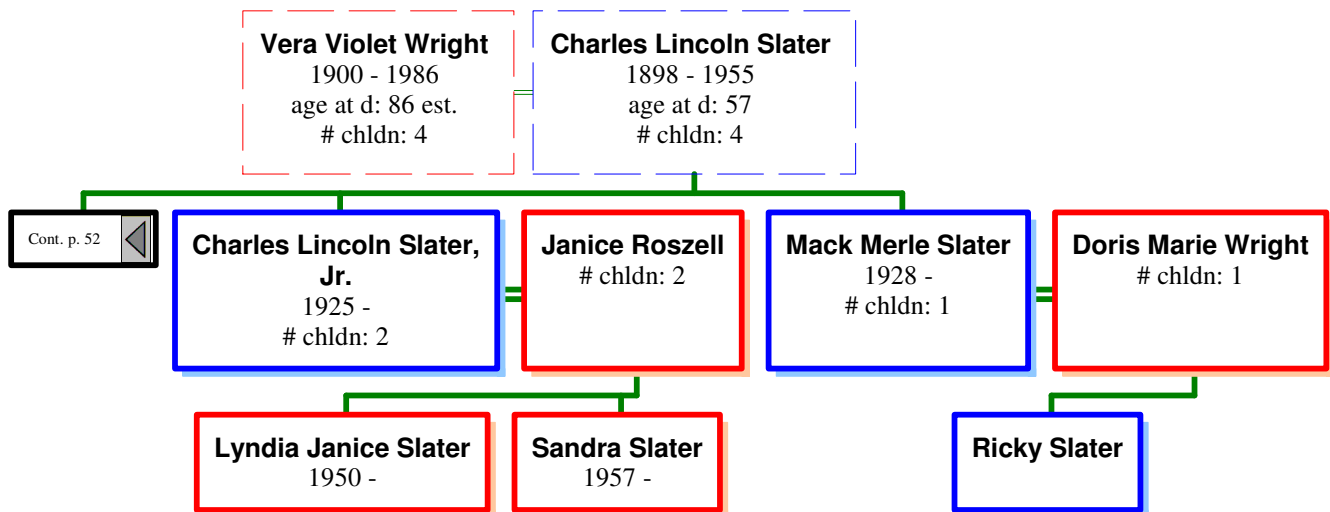 Vera Violet Wright
1900 - 1986
age at d: 86 est.
# chldn: 4
Charles Lincoln Slater
1898 - 1955
age at d: 57
# chldn: 4
Cont. p. 52
Charles Lincoln Slater,
Jr.
1925 -
# chldn: 2
Janice Roszell
# chldn: 2
Mack Merle Slater
1928 -
# chldn: 1
Doris Marie Wright
# chldn: 1
Lyndia Janice Slater
1950 -
Sandra Slater
1957 -
Ricky Slater